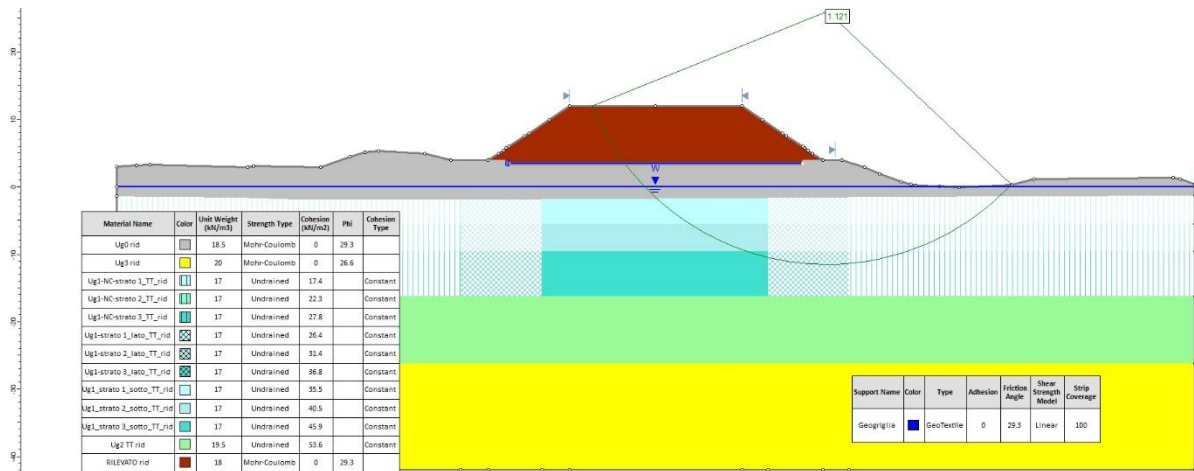 1.121
20
10
0
-10
-20
-30
-40
W
Material Name Color Unit Weight (kN/m3) Strength Type Cohesion (kN/m2) Phi Cohesion Type
Ug0 rid 18.5 Mohr-Coulomb 0 29.3
Ug3 rid 20 Mohr-Coulomb 0 26.6
Ug1-NC-strato 1_TT_rid 17 Undrained 17.4 Constant
Ug1-NC-strato 2_TT_rid 17 Undrained 22.3 Constant
Ug1-NC-strato 3_TT_rid 17 Undrained 27.8 Constant
Ug1-strato 1_lato_TT_rid 17 Undrained 26.4 Constant
Ug1-strato 2_lato_TT_rid 17 Undrained 31.4 Constant
Ug1-strato 3_lato_TT_rid 17 Undrained 36.8 Constant
Ug1_strato 1_sotto_TT_rid 17 Undrained 35.5 Constant
Ug1_strato 2_sotto_TT_rid 17 Undrained 40.5 Constant
Ug1_strato 3_sotto_TT_rid 17 Undrained 45.9 Constant
Ug2 TT rid 19.5 Undrained 53.6 Constant
RILEVATO rid 18 Mohr-Coulomb 0 29.3
Support Name Color Type Adhesion Friction Angle Shear Strength Model Strip Coverage
Geogriglia GeoTextile 0 29.3 Linear 100